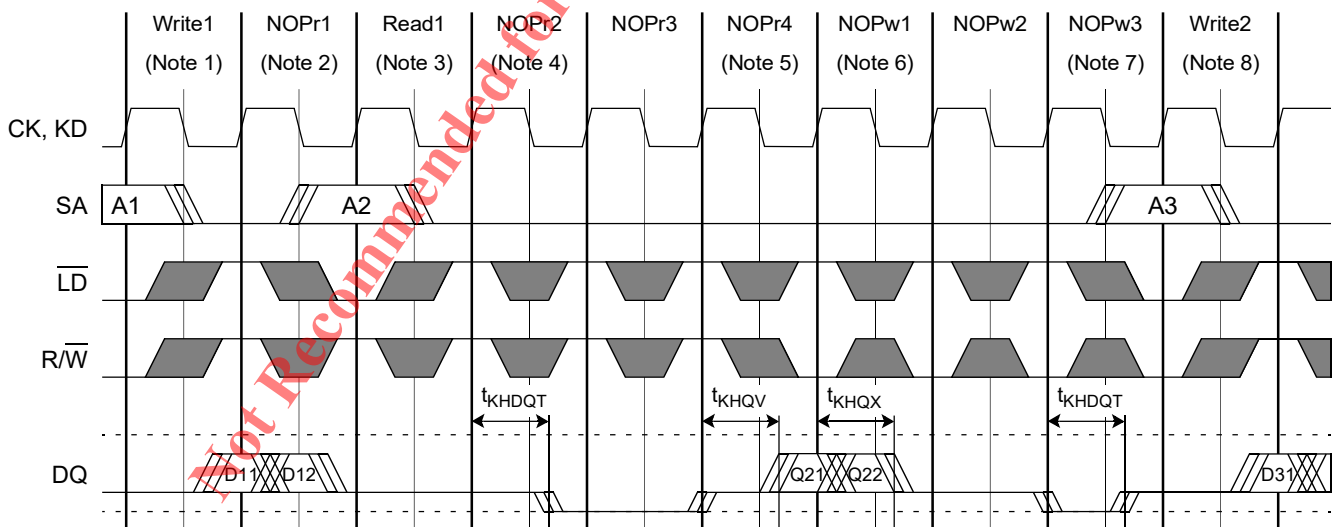 Write1 NOPr1 Read1 NOPr2 NOPr3 NOPr4 NOPw1 NOPw2 NOPw3 Write2
(Note 1) (Note 2) (Note 3) (Note 4) (Note 5) (Note 6) (Note 7) (Note 8)
CK, KD
SA A1 A2 A3
LD
R/W
tKHDQT tKHQV tKHQX tKHDQT
DQ D11 D12 Q21 Q22 D31
Not Recommended for